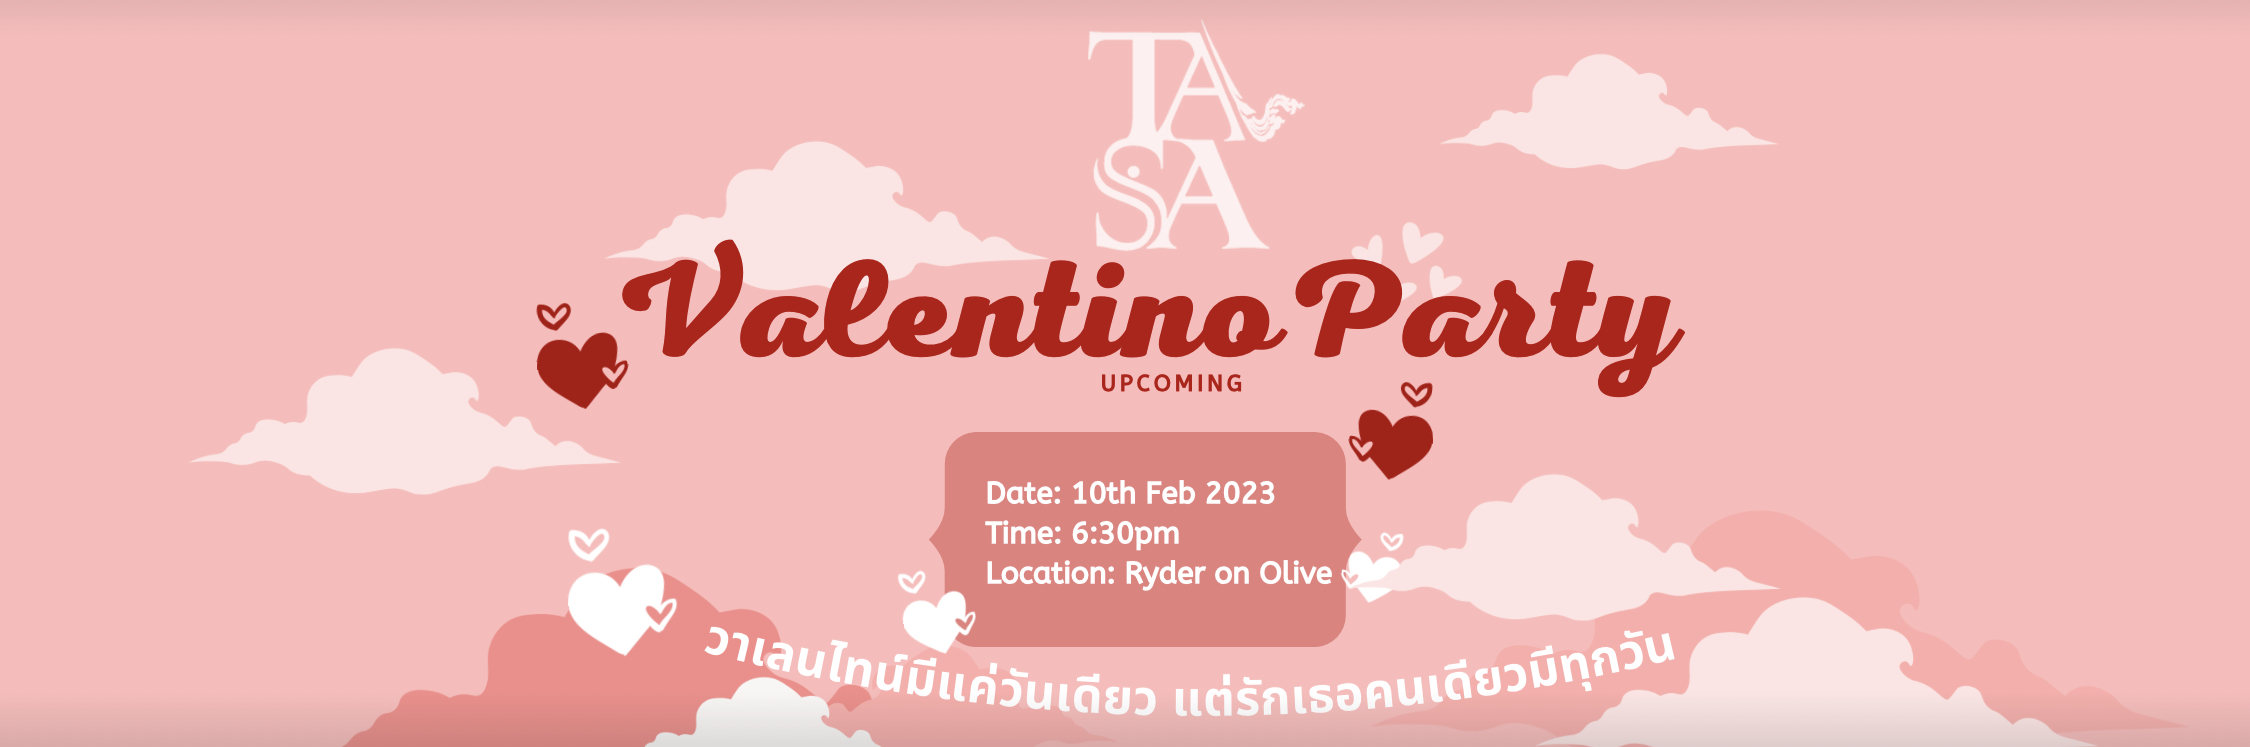 TA
SA
Valentino Party
UPCOMING
Date: 10th Feb 2023
Time: 6:30pm
Location: Ryder on Olive
วาเลนไทน์มีแค่วันเดียว แต่รักเธอคนเดียวมีทุกวัน